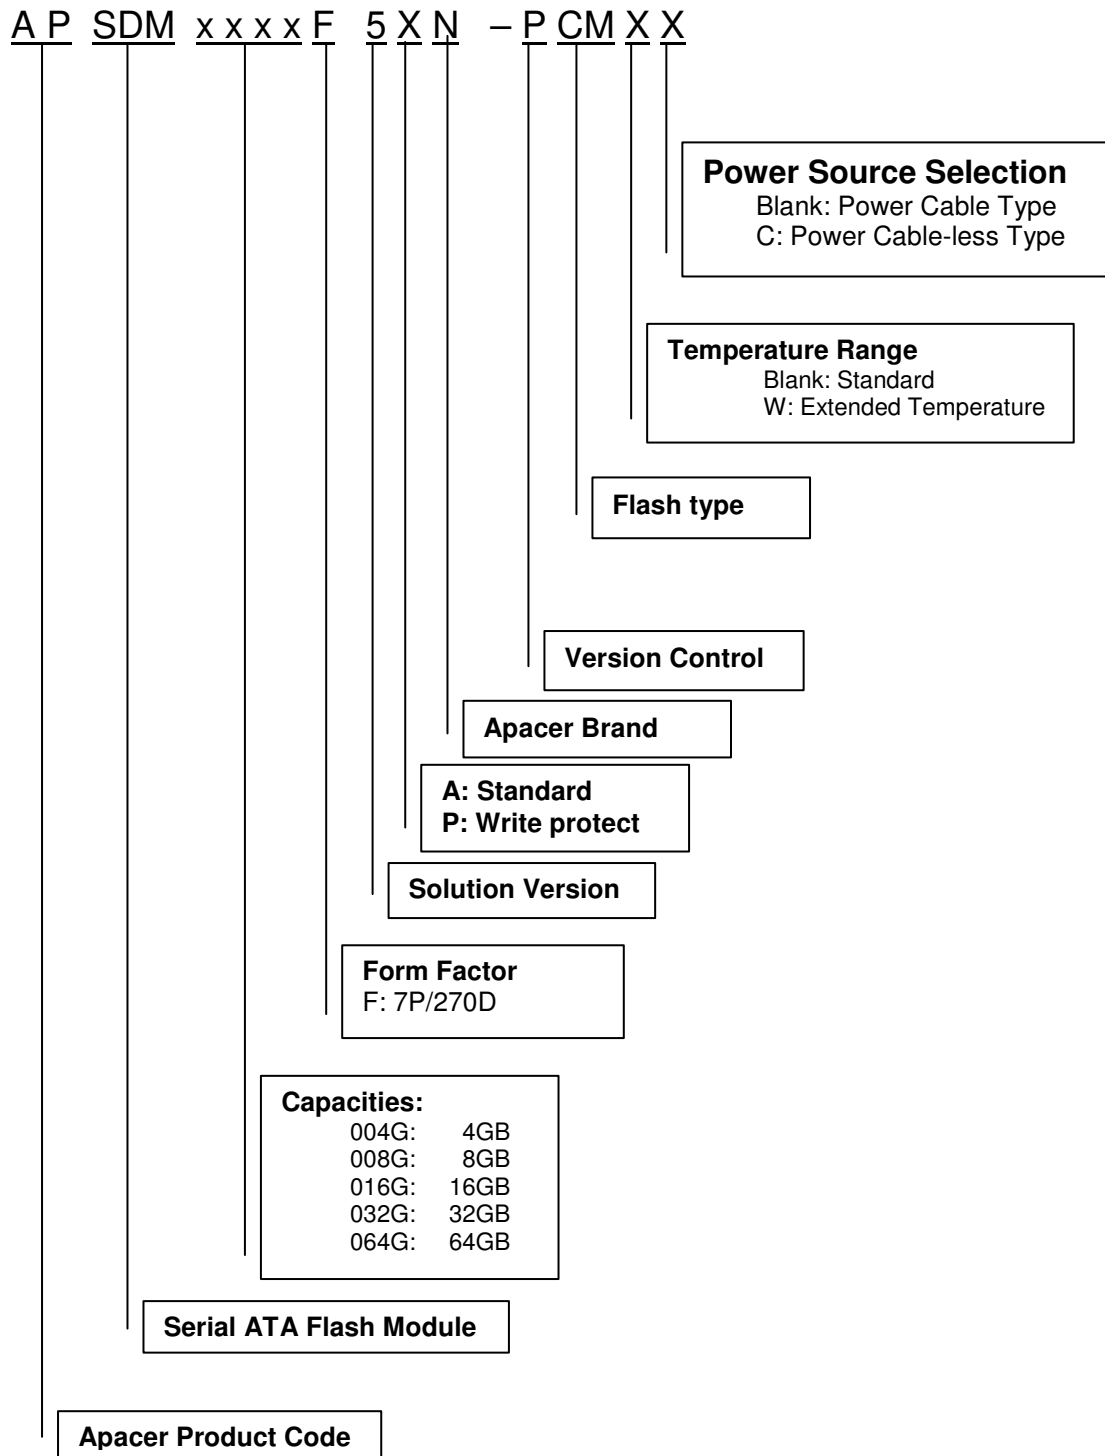 A P SDM x x x x F 5 X N – P CM X X
Power Source Selection
Blank: Power Cable Type
C: Power Cable-less Type
Temperature Range
Blank: Standard
W: Extended Temperature
Flash type
Version Control
Apacer Brand
A: Standard
P: Write protect
Solution Version
Form Factor
F: 7P/270D
Capacities:
004G: 4GB
008G: 8GB
016G: 16GB
032G: 32GB
064G: 64GB
Serial ATA Flash Module
Apacer Product Code